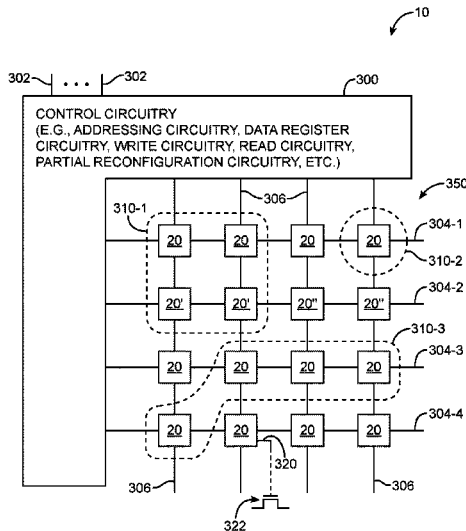 10
302 • • • 302
300
CONTROL CIRCUITRY
(E.G., ADDRESSING CIRCUITRY, DATA REGISTER
CIRCUITRY, WRITE CIRCUITRY, READ CIRCUITRY,
PARTIAL RECONFIGURATION CIRCUITRY, ETC.)
306
350
310-1
304-1
20 20 20 20
310-2
304-2
20' 20' 20" 20"
310-3
304-3
20 20 20 20
304-4
20 20 20 20
320
306 306
322